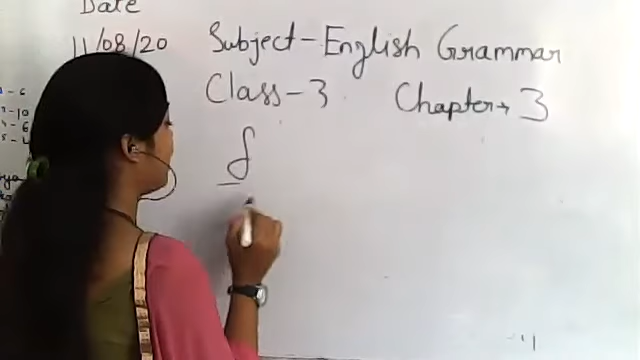 Date
11/08/20 Subject - English Grammar
Class - 3 Chapter → 3